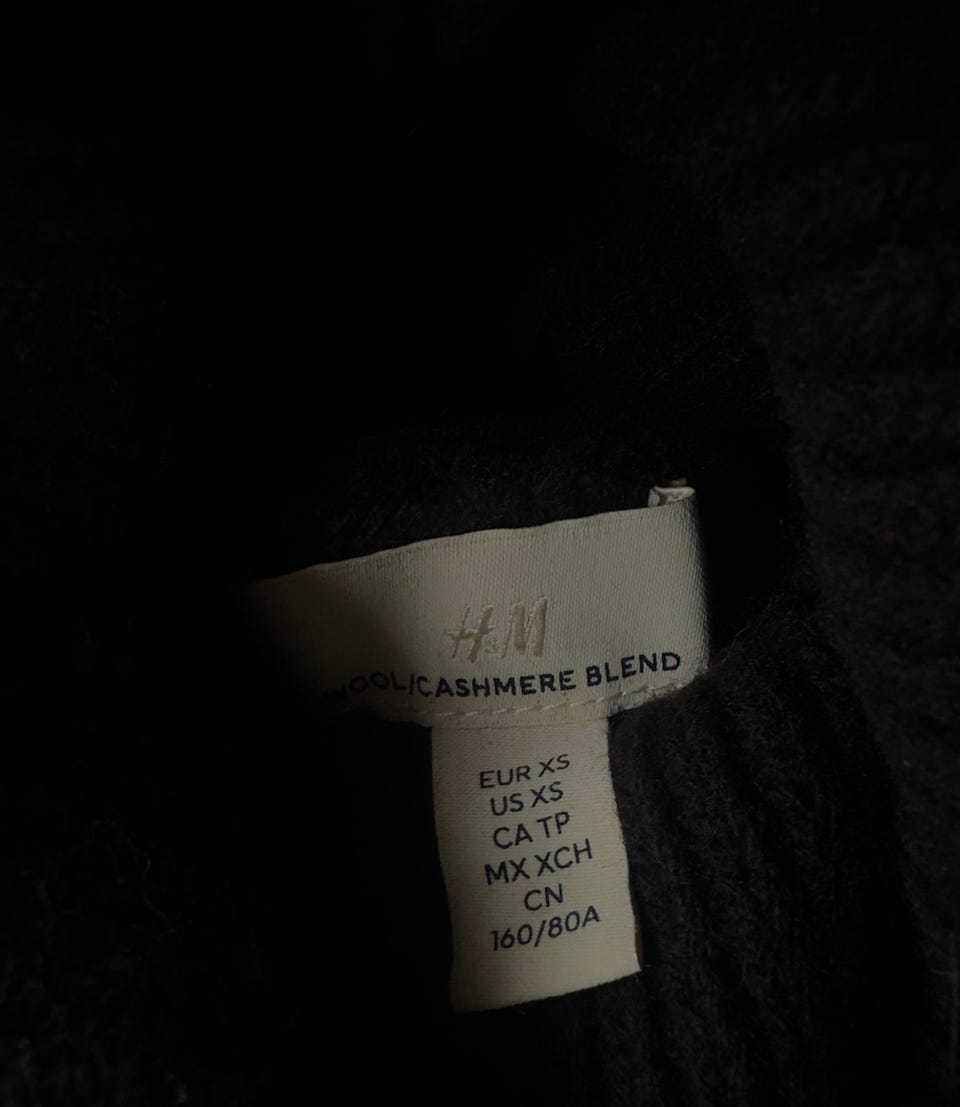 H&M
WOOL/CASHMERE BLEND
EUR XS
US XS
CA TP
MX XCH
CN
160/80A